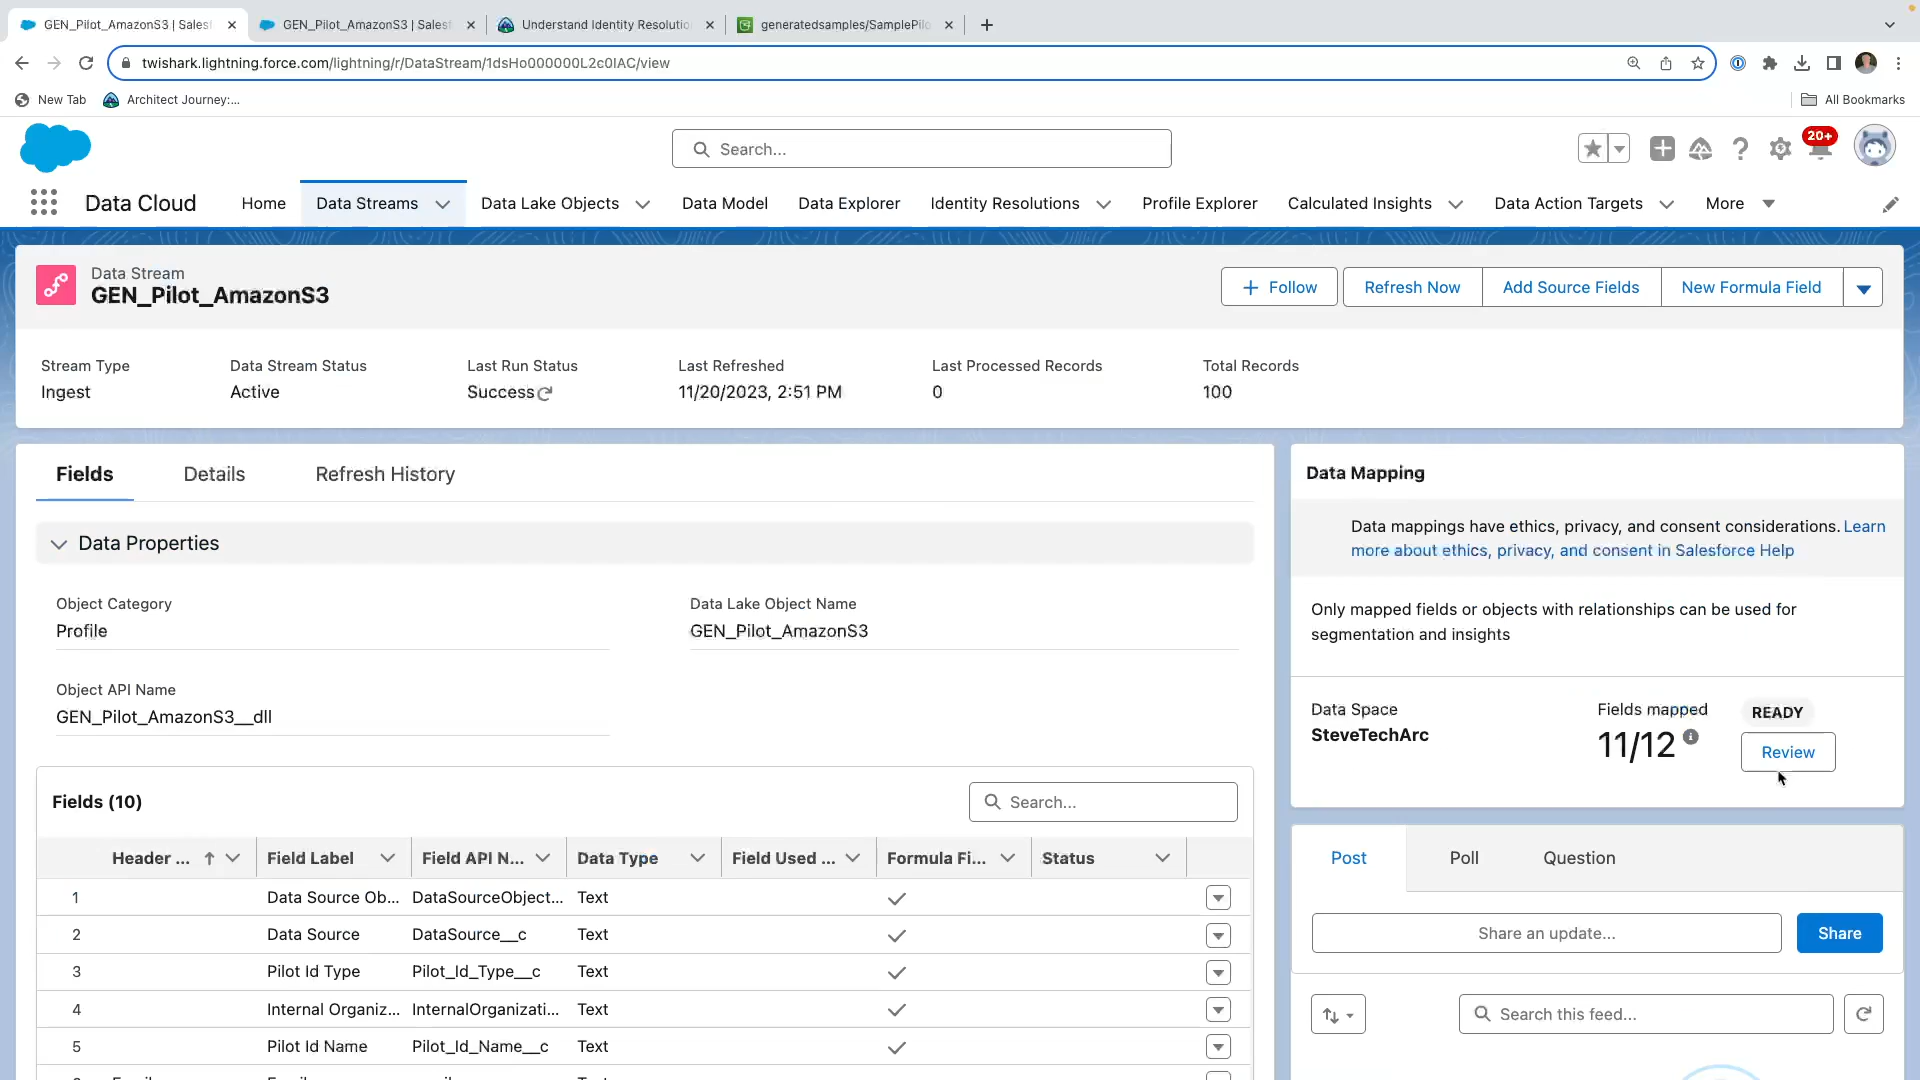 GEN_Pilot_AmazonS3 | Salesf
GEN_Pilot_AmazonS3 | Salesf
Understand Identity Resolutio
generatedsamples/SamplePilo
twishark.lightning.force.com/lightning/r/DataStream/1dsHo000000L2c0IAC/view
New Tab
Architect Journey:...
All Bookmarks
Search...
20+
Data Cloud
Home
Data Streams
Data Lake Objects
Data Model
Data Explorer
Identity Resolutions
Profile Explorer
Calculated Insights
Data Action Targets
More
Data Stream
GEN_Pilot_AmazonS3
Follow
Refresh Now
Add Source Fields
New Formula Field
Stream Type
Ingest
Data Stream Status
Active
Last Run Status
Success
Last Refreshed
11/20/2023, 2:51 PM
Last Processed Records
0
Total Records
100
Fields
Details
Refresh History
Data Properties
Object Category
Profile
Data Lake Object Name
GEN_Pilot_AmazonS3
Object API Name
GEN_Pilot_AmazonS3__dll
Fields (10)
Search...
Header ... Field Label Field API N... Data Type Field Used ... Formula Fi... Status
1 Data Source Ob... DataSourceObject... Text
2 Data Source DataSource__c Text
3 Pilot Id Type Pilot_Id_Type__c Text
4 Internal Organiz... InternalOrganizati... Text
5 Pilot Id Name Pilot_Id_Name__c Text
Data Mapping
Data mappings have ethics, privacy, and consent considerations. Learn
more about ethics, privacy, and consent in Salesforce Help
Only mapped fields or objects with relationships can be used for
segmentation and insights
Data Space
SteveTechArc
Fields mapped
11/12
READY
Review
Post
Poll
Question
Share an update...
Share
Search this feed...